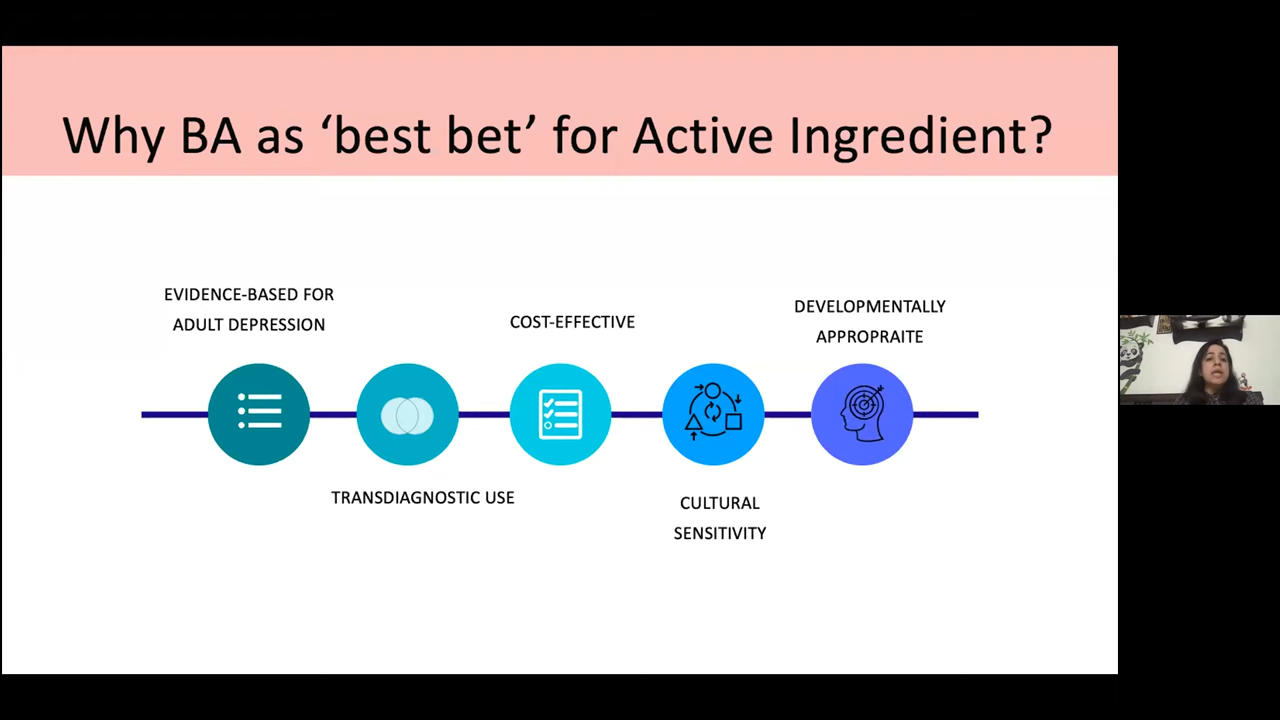 Why BA as ‘best bet’ for Active Ingredient?
EVIDENCE-BASED FOR
ADULT DEPRESSION
TRANSDIAGNOSTIC USE
COST-EFFECTIVE
CULTURAL
SENSITIVITY
DEVELOPMENTALLY
APPROPRAITE